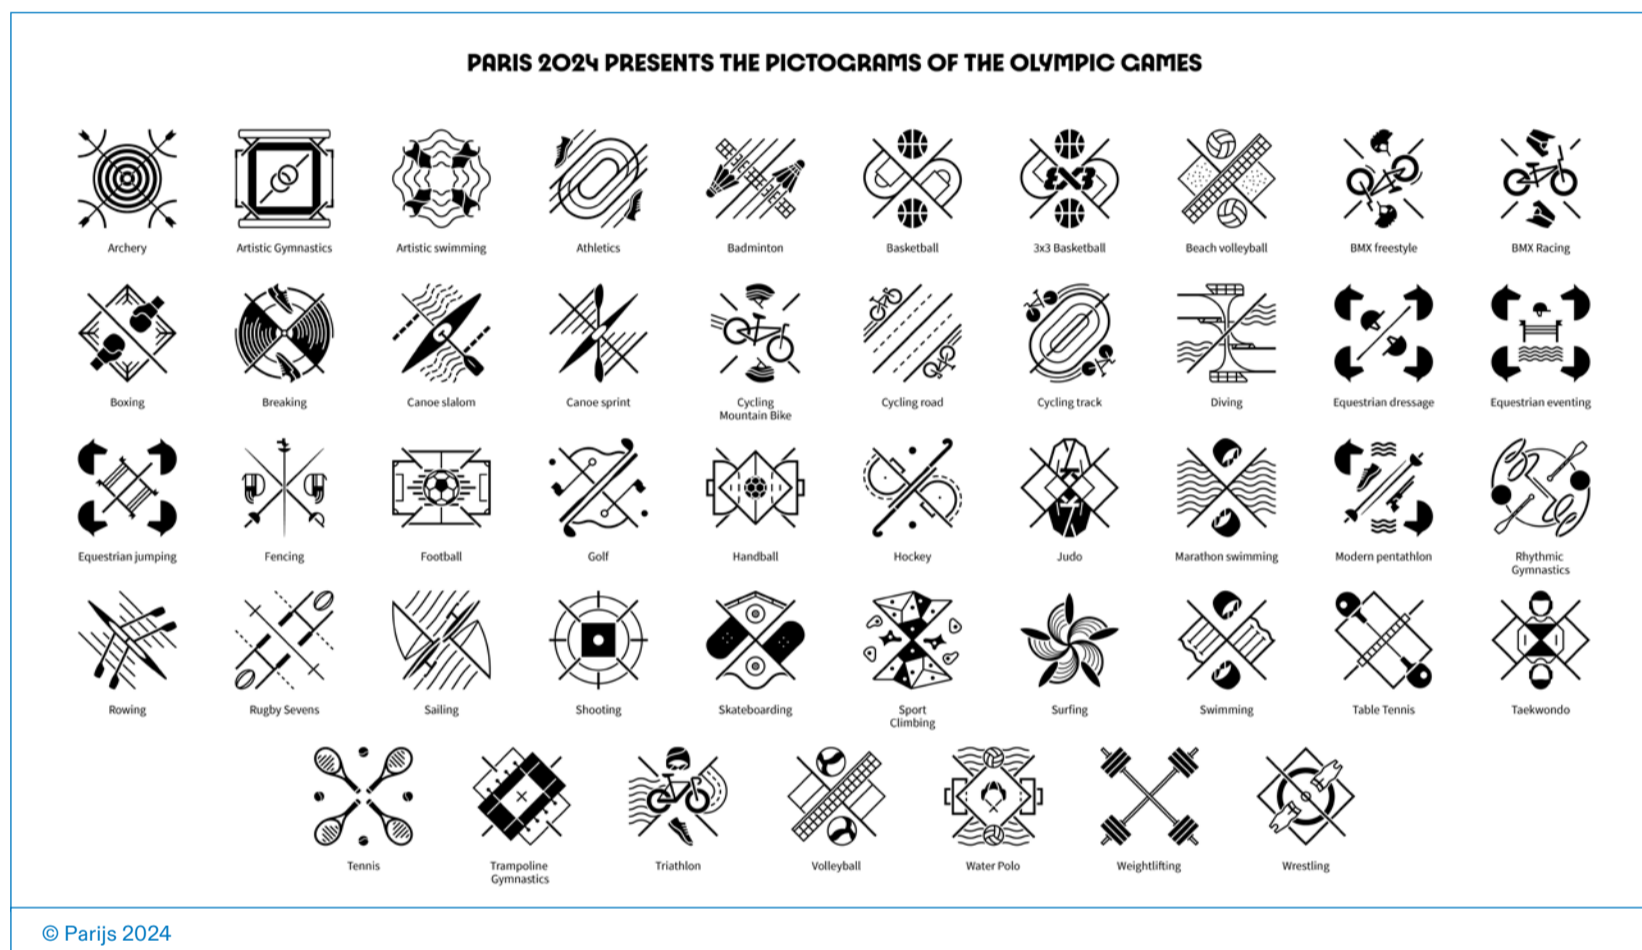 PARIS 2024 PRESENTS THE PICTOGRAMS OF THE OLYMPIC GAMES
Archery
Artistic Gymnastics
Artistic swimming
Athletics
Badminton
Basketball
3x3 Basketball
Beach volleyball
BMX freestyle
BMX Racing
Boxing
Breaking
Canoe slalom
Canoe sprint
Cycling
Mountain Bike
Cycling road
Cycling track
Diving
Equestrian dressage
Equestrian eventing
Equestrian jumping
Fencing
Football
Golf
Handball
Hockey
Judo
Marathon swimming
Modern pentathlon
Rhythmic
Gymnastics
Rowing
Rugby Sevens
Sailing
Shooting
Skateboarding
Sport
Climbing
Surfing
Swimming
Table Tennis
Taekwondo
Tennis
Trampoline
Gymnastics
Triathlon
Volleyball
Water Polo
Weightlifting
Wrestling
© Parijs 2024